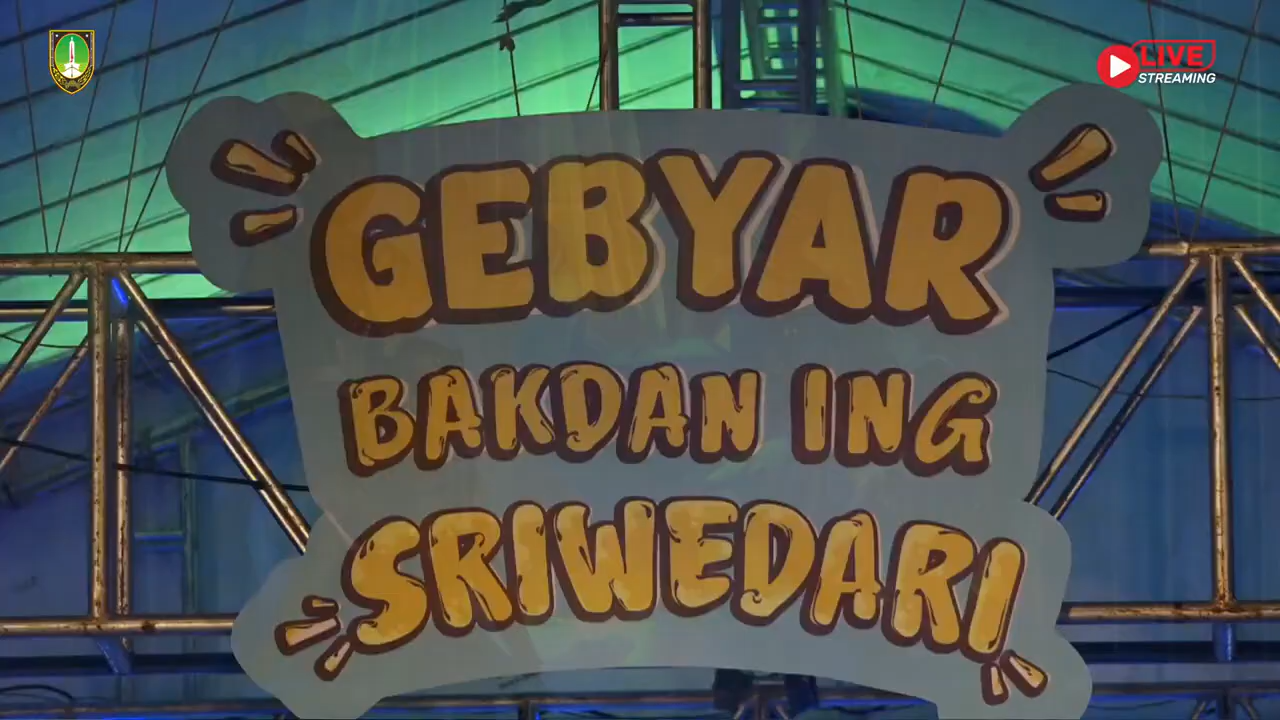 LIVE
STREAMING
GEBYAR
BAKDAN ING
SRIWEDARI